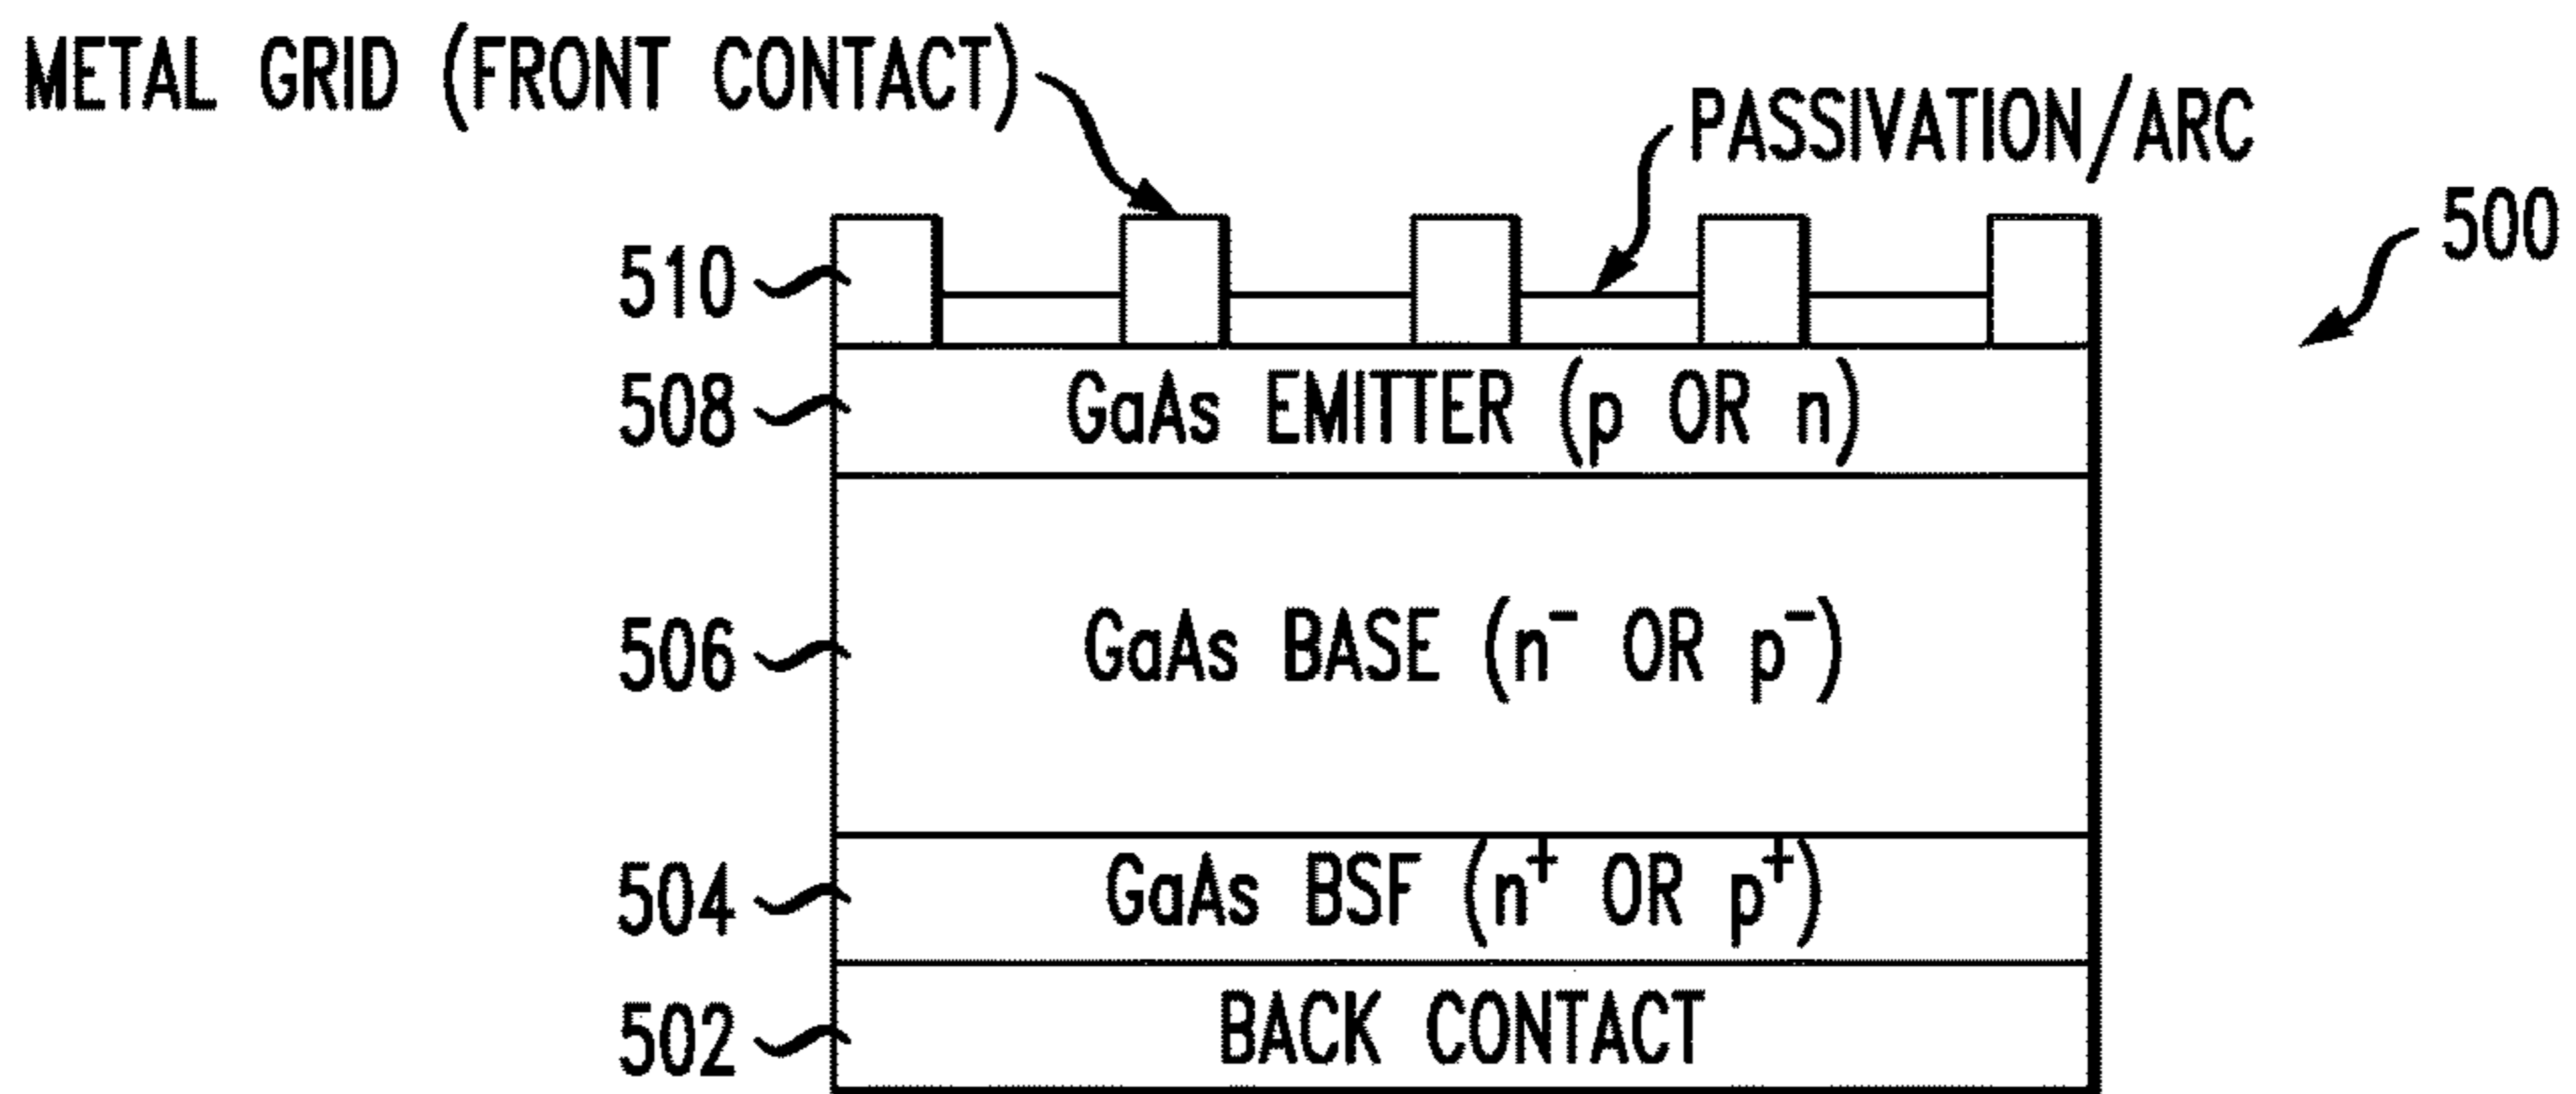 METAL GRID (FRONT CONTACT)
PASSIVATION/ARC
500
510
508 GaAs EMITTER (p OR n)
506 GaAs BASE (n⁻ OR p⁻)
504 GaAs BSF (n⁺ OR p⁺)
502 BACK CONTACT